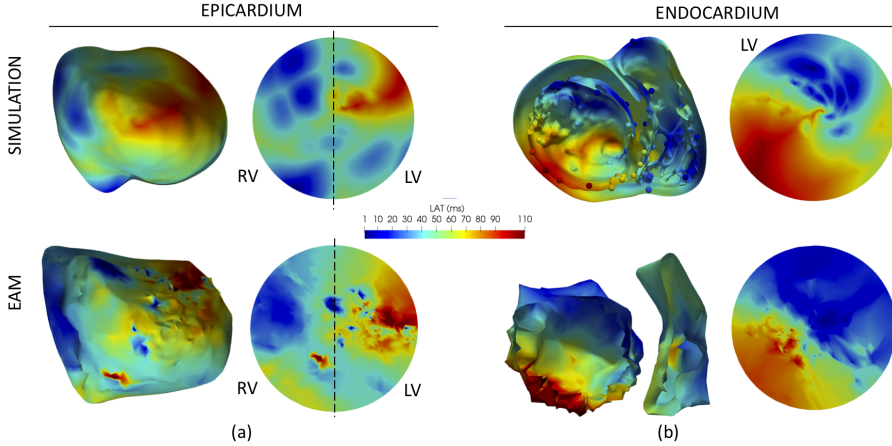 EPICARDIUM
ENDOCARDIUM
SIMULATION
LV
RV
LV
LAT (ms)
1 10 20 30 40 50 60 70 80 90 110
EAM
RV
LV
(a)
(b)